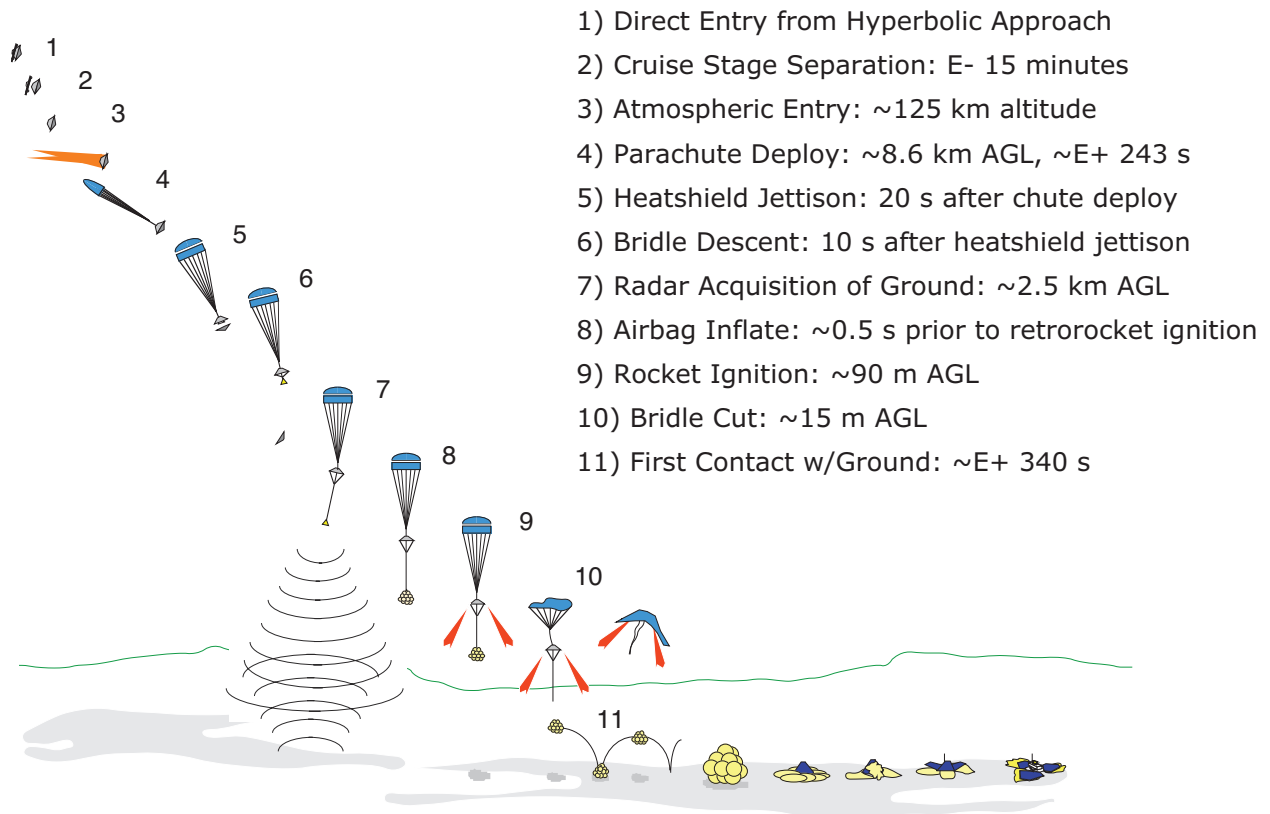 1) Direct Entry from Hyperbolic Approach
2) Cruise Stage Separation: E- 15 minutes
3) Atmospheric Entry: ~125 km altitude
4) Parachute Deploy: ~8.6 km AGL, ~E+ 243 s
5) Heatshield Jettison: 20 s after chute deploy
6) Bridle Descent: 10 s after heatshield jettison
7) Radar Acquisition of Ground: ~2.5 km AGL
8) Airbag Inflate: ~0.5 s prior to retrorocket ignition
9) Rocket Ignition: ~90 m AGL
10) Bridle Cut: ~15 m AGL
11) First Contact w/Ground: ~E+ 340 s
1
2
3
4
5
6
7
8
9
10
11